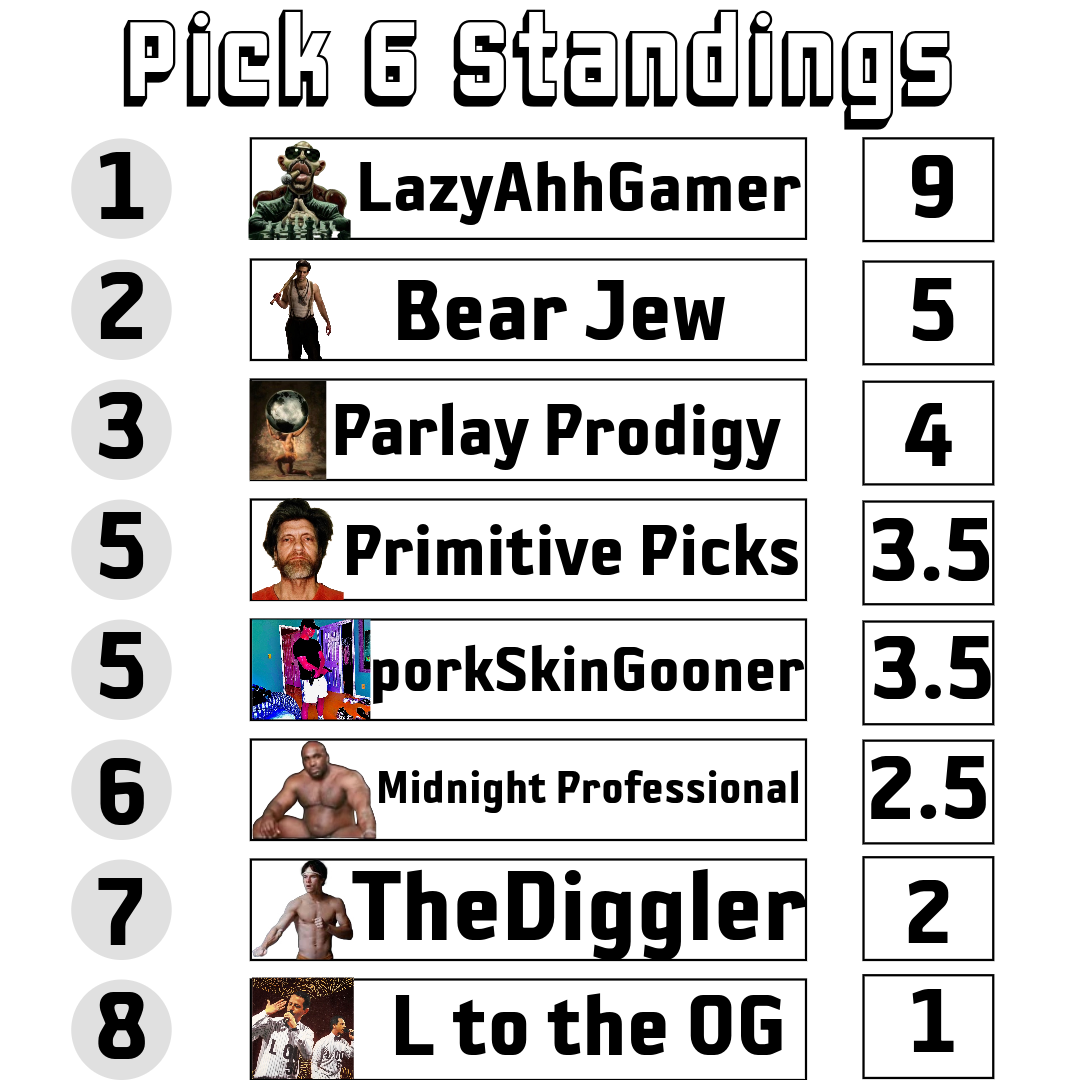 Pick 6 Standings
1 LazyAhhGamer 9
2 Bear Jew 5
3 Parlay Prodigy 4
5 Primitive Picks 3.5
5 porkSkinGooner 3.5
6 Midnight Professional 2.5
7 TheDiggler 2
8 L to the OG 1